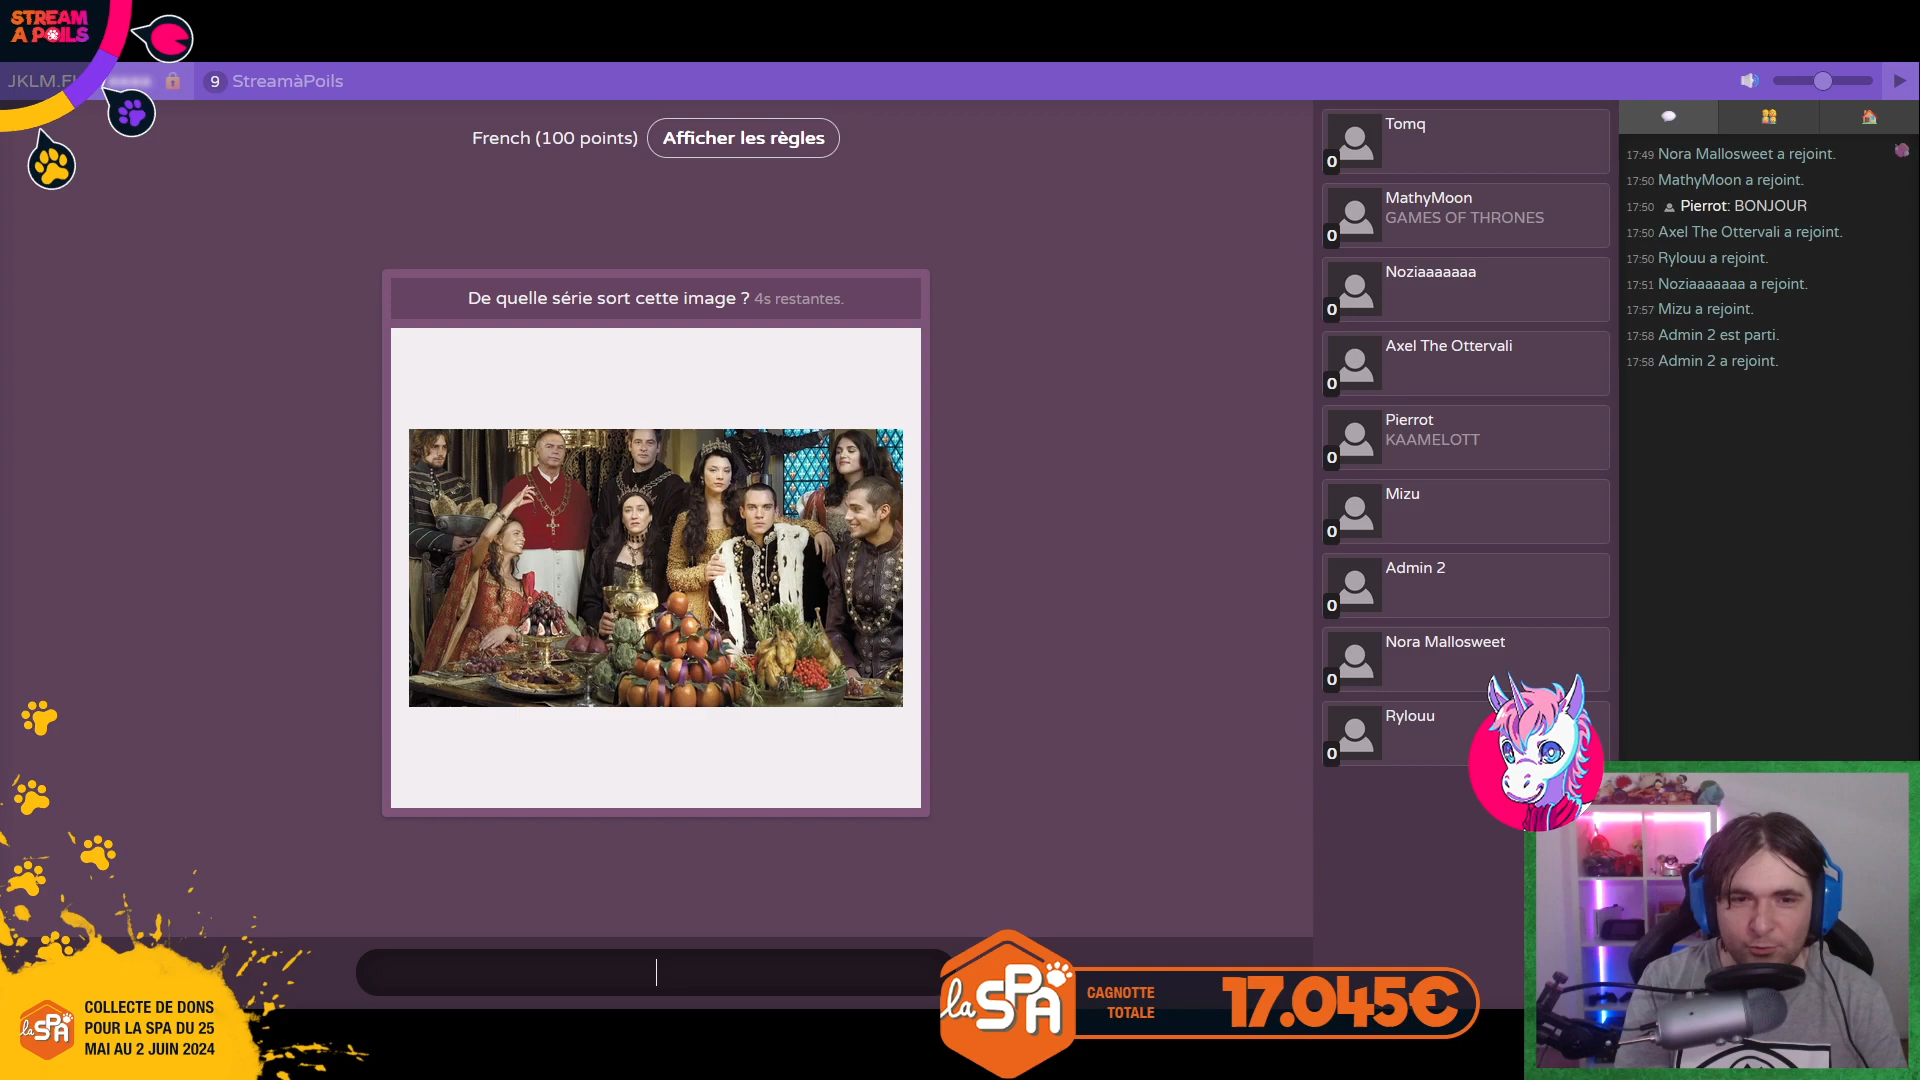 STREAM
A POILS
JKLM.F
9 StreamàPoils
French (100 points) Afficher les règles
De quelle série sort cette image ? 4s restantes.
Tomq
0
MathyMoon
GAMES OF THRONES
0
Noziaaaaaaa
0
Axel The Ottervali
0
Pierrot
KAAMELOTT
0
Mizu
0
Admin 2
0
Nora Mallosweet
0
Rylouu
0
17:49 Nora Mallosweet a rejoint.
17:50 MathyMoon a rejoint.
17:50 Pierrot: BONJOUR
17:50 Axel The Ottervali a rejoint.
17:50 Rylouu a rejoint.
17:51 Noziaaaaaaa a rejoint.
17:57 Mizu a rejoint.
17:58 Admin 2 est parti.
17:58 Admin 2 a rejoint.
la SPA
COLLECTE DE DONS
POUR LA SPA DU 25
MAI AU 2 JUIN 2024
la SPA
CAGNOTTE
TOTALE
17.045€